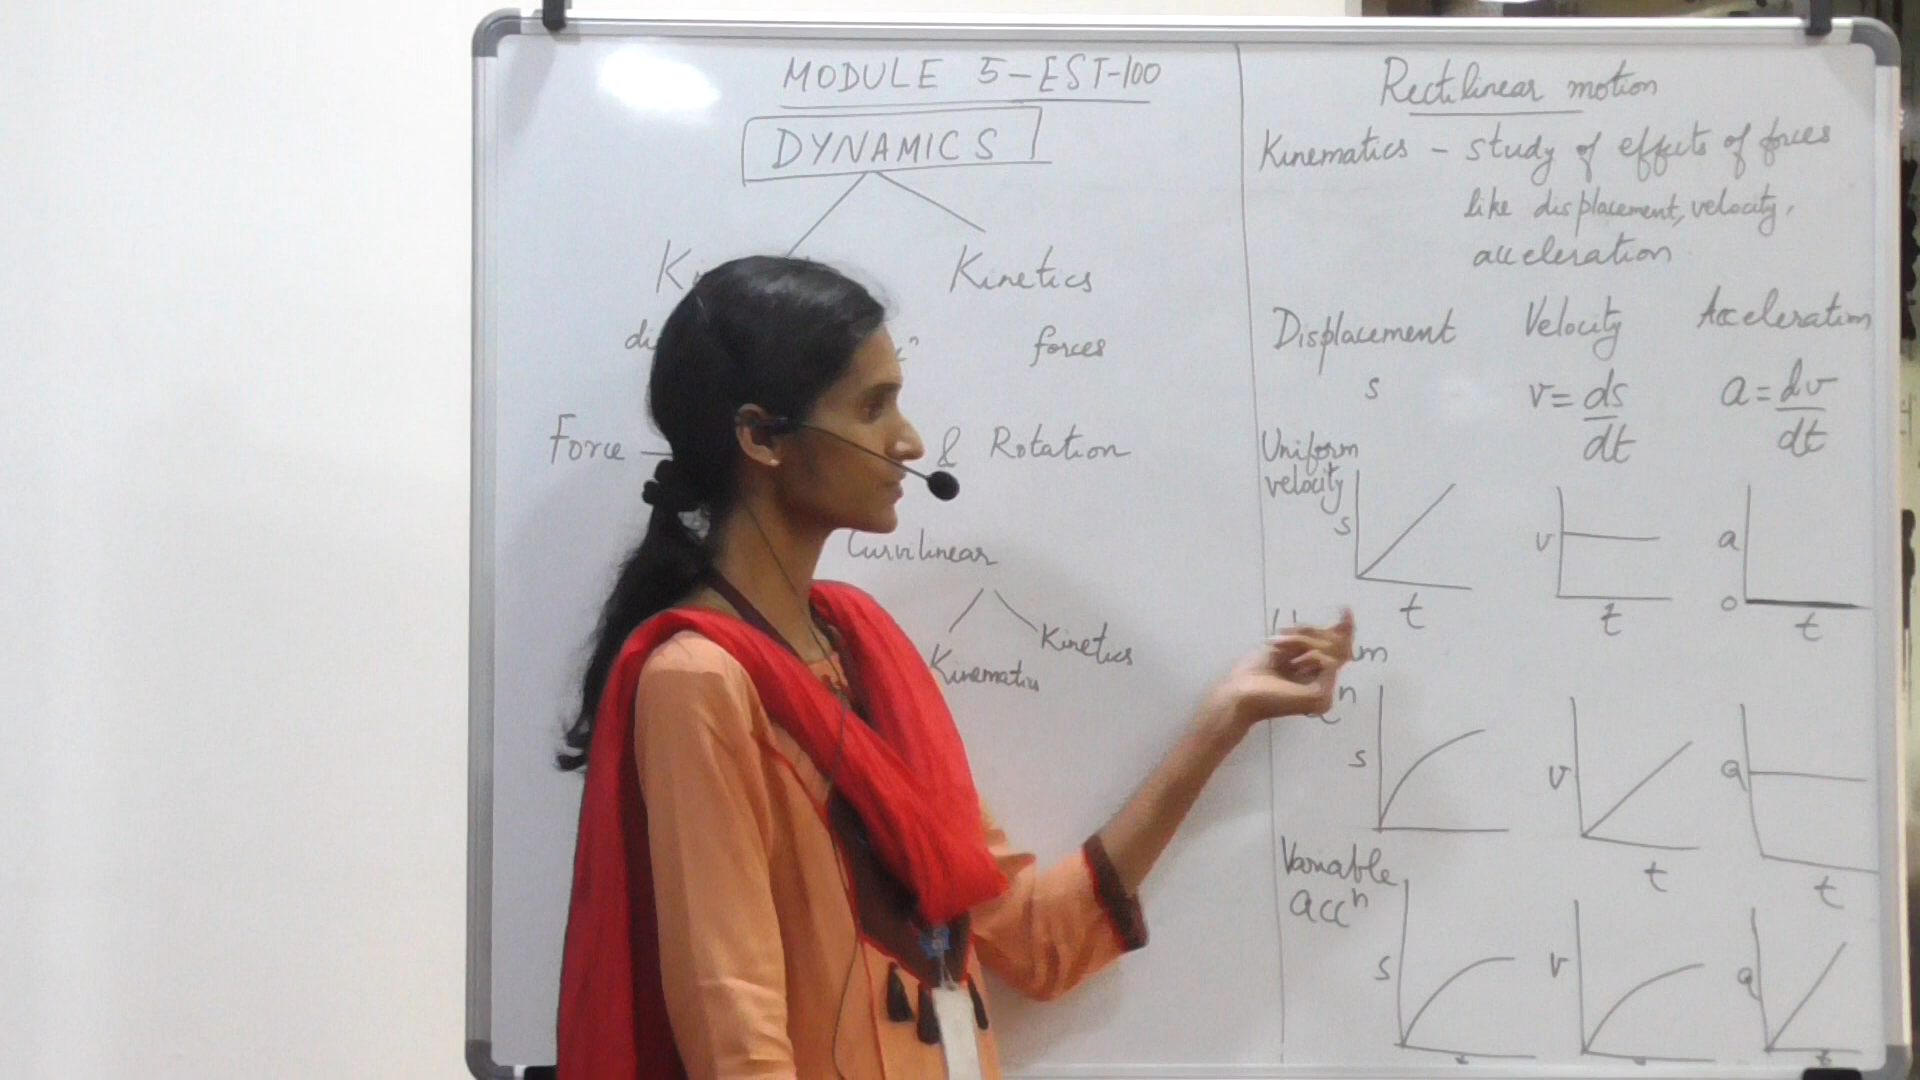 MODULE 5-EST-100
DYNAMICS
Kinetics
forces
Force
& Rotation
Curvilinear
Kinematics
Kinetics
Rectilinear motion
Kinematics - study of effects of forces
like displacement, velocity,
acceleration
Displacement Velocity Acceleration
s v = ds/dt a = dv/dt
Uniform
velocity
s t v t a o t
s v t a t
Variable
accⁿ
s t v t a t